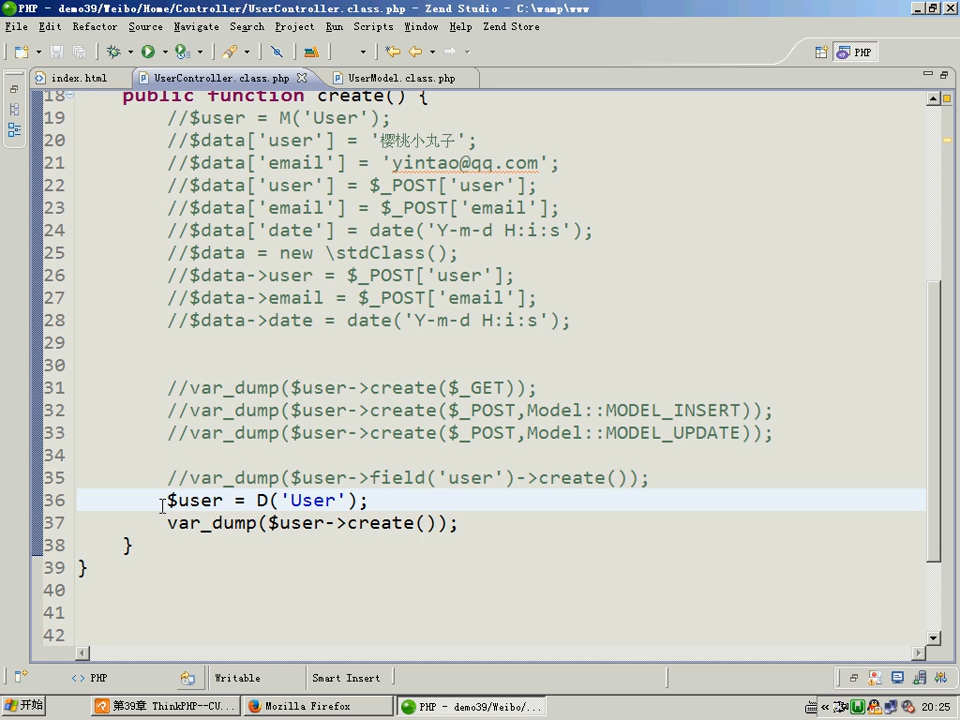 PHP - demo39/Weibo/Home/Controller/UserController.class.php - Zend Studio - C:\wamp\www
File Edit Refactor Source Navigate Search Project Run Scripts Window Help Zend Store
PHP
index.html UserController.class.php UserModel.class.php
18 public function create() {
19 //$user = M('User');
20 //$data['user'] = '樱桃小丸子';
21 //$data['email'] = 'yintao@qq.com';
22 //$data['user'] = $_POST['user'];
23 //$data['email'] = $_POST['email'];
24 //$data['date'] = date('Y-m-d H:i:s');
25 //$data = new \stdClass();
26 //$data->user = $_POST['user'];
27 //$data->email = $_POST['email'];
28 //$data->date = date('Y-m-d H:i:s');
29
30
31 //var_dump($user->create($_GET));
32 //var_dump($user->create($_POST,Model::MODEL_INSERT));
33 //var_dump($user->create($_POST,Model::MODEL_UPDATE));
34
35 //var_dump($user->field('user')->create());
36 $user = D('User');
37 var_dump($user->create());
38 }
39 }
40
41
42
<> PHP Writable Smart Insert
开始 第39章 ThinkPHP--CU... Mozilla Firefox PHP - demo39/Weibo/... « 20:25